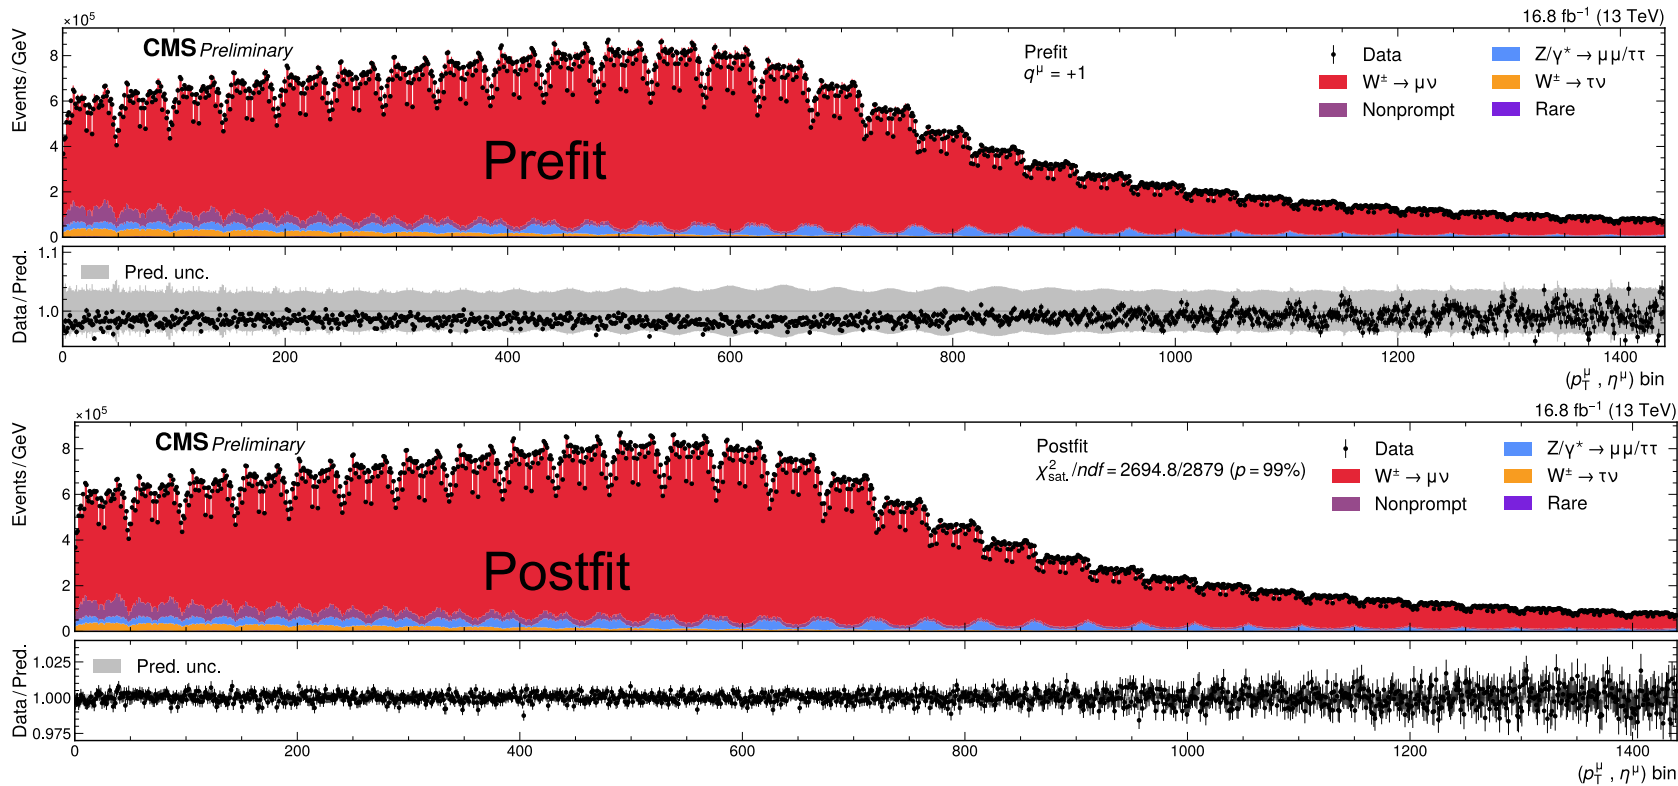 ×10⁵
16.8 fb⁻¹ (13 TeV)
CMS Preliminary
Prefit
q^μ = +1
Data
W± → μν
Nonprompt
Z/γ* → μμ/ττ
W± → τν
Rare
Events / GeV
8
6
4
2
0
Prefit
Data / Pred.
1.1
1.0
Pred. unc.
0 200 400 600 800 1000 1200 1400
(p_T^μ , η^μ) bin
×10⁵
16.8 fb⁻¹ (13 TeV)
CMS Preliminary
Postfit
χ²_sat. /ndf = 2694.8/2879 (p = 99%)
Data
W± → μν
Nonprompt
Z/γ* → μμ/ττ
W± → τν
Rare
Events / GeV
8
6
4
2
0
Postfit
Data / Pred.
1.025
1.000
0.975
Pred. unc.
0 200 400 600 800 1000 1200 1400
(p_T^μ , η^μ) bin